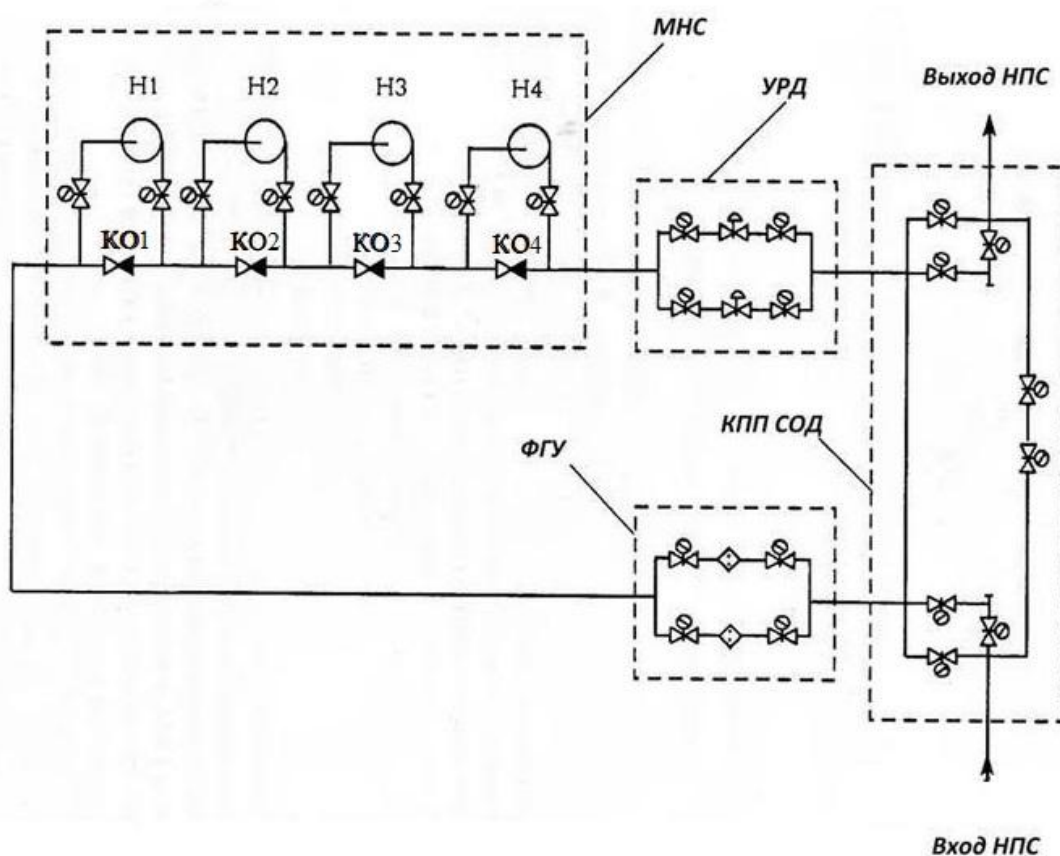 МНС
Н1 Н2 Н3 Н4
УРД
Выход НПС
КО1 КО2 КО3 КО4
КПП СОД
ФГУ
Вход НПС